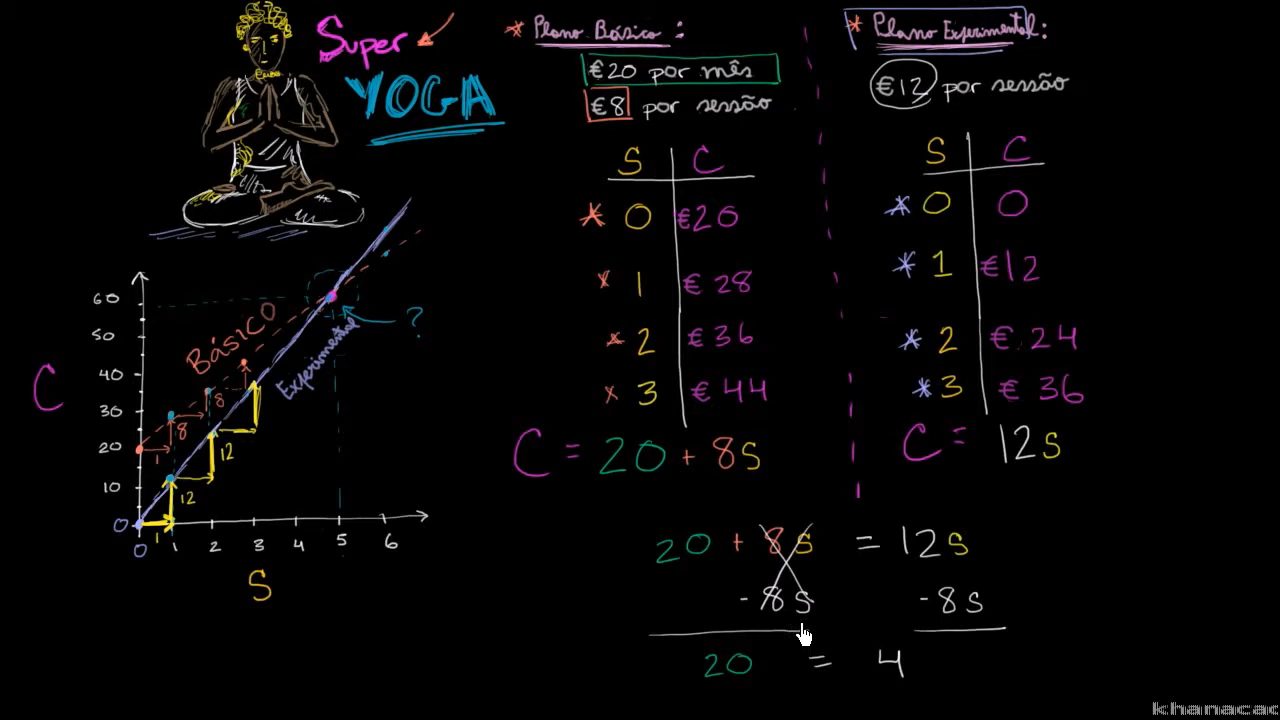 Super
YOGA
* Plano Básico :
€20 por mês
€8 por sessão
S C
0 €20
1 €28
2 €36
3 €44
C = 20 + 8s
* Plano Experimental:
€12 por sessão
S C
0 0
1 €12
2 €24
3 €36
C = 12s
60
50
40
30
20
10
0
C
0 1 2 3 4 5 6
S
Básico
Experimental
?
1
8
8
1
12
12
20 + 8s = 12s
- 8s - 8s
20 = 4
khanacac